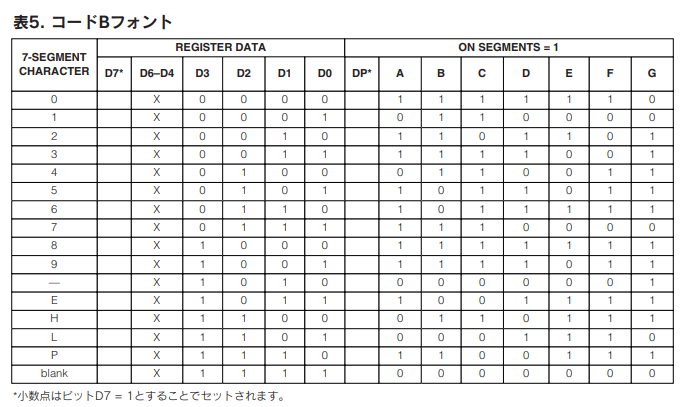 表5. コードBフォント
7-SEGMENT CHARACTER REGISTER DATA ON SEGMENTS = 1
D7* D6–D4 D3 D2 D1 D0 DP* A B C D E F G
0 X 0 0 0 0 1 1 1 1 1 1 0
1 X 0 0 0 1 0 1 1 0 0 0 0
2 X 0 0 1 0 1 1 0 1 1 0 1
3 X 0 0 1 1 1 1 1 1 0 0 1
4 X 0 1 0 0 0 1 1 0 0 1 1
5 X 0 1 0 1 1 0 1 1 0 1 1
6 X 0 1 1 0 1 0 1 1 1 1 1
7 X 0 1 1 1 1 1 1 0 0 0 0
8 X 1 0 0 0 1 1 1 1 1 1 1
9 X 1 0 0 1 1 1 1 1 0 1 1
— X 1 0 1 0 0 0 0 0 0 0 1
E X 1 0 1 1 1 0 0 1 1 1 1
H X 1 1 0 0 0 1 1 0 1 1 1
L X 1 1 0 1 0 0 0 1 1 1 0
P X 1 1 1 0 1 1 0 0 1 1 1
blank X 1 1 1 1 0 0 0 0 0 0 0
*小数点はビットD7 = 1とすることでセットされます。